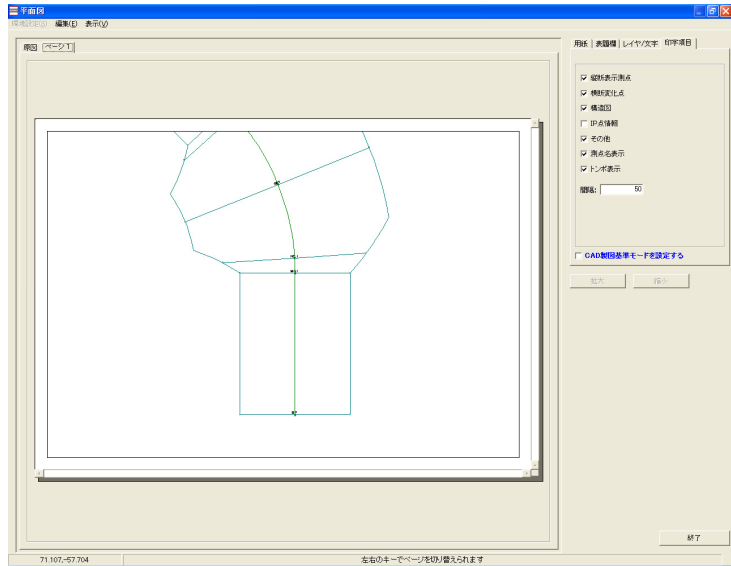 平面図
環境設定(S) 編集(E) 表示(V)
原図 ページ1
用紙 表題欄 レイヤ/文字 印字項目
縦断表示測点
横断変化点
構造図
IP点情報
その他
測点名表示
トンボ表示
間隔: 50
CAD製図基準モードを設定する
拡大 縮小
終了
71.107,-57.704 左右のキーでページを切り替えられます